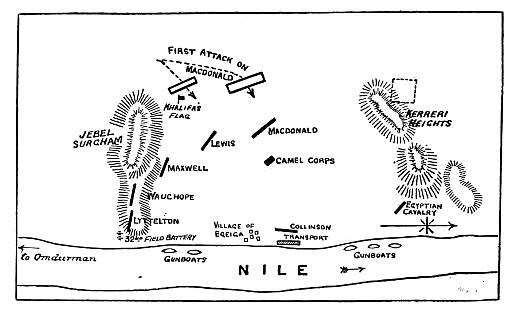 FIRST ATTACK ON
MACDONALD
KHALIFA'S
FLAG
JEBEL
SURGHAM
LEWIS
MACDONALD
CAMEL CORPS
MAXWELL
WAUCHOPE
LYTTELTON
32ND FIELD BATTERY
KERRERI
HEIGHTS
EGYPTIAN
CAVALRY
VILLAGE OF
EGEIGA
COLLINSON
TRANSPORT
to Omdurman
GUNBOATS
GUNBOATS
NILE